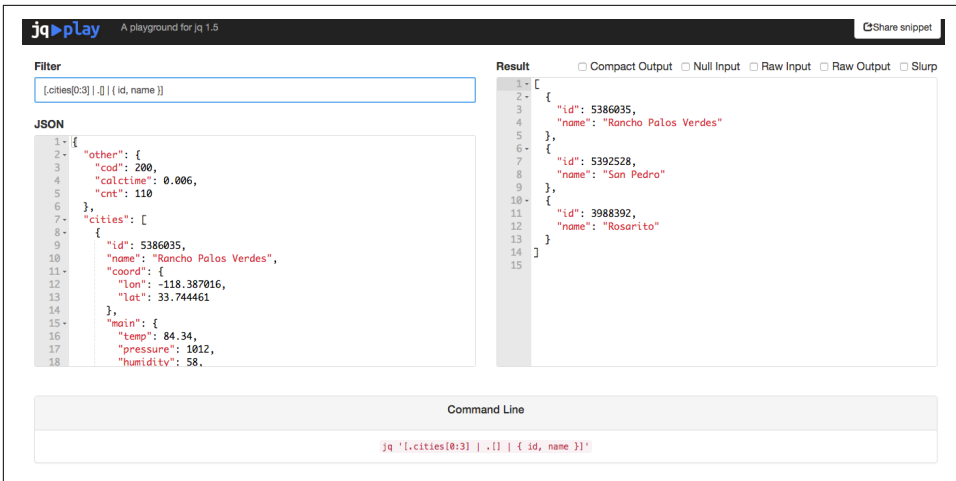 jq play A playground for jq 1.5 Share snippet
Filter
[.cities[0:3] | .[] | { id, name }]
JSON
1 {
2 "other": {
3 "cod": 200,
4 "calctime": 0.006,
5 "cnt": 110
6 },
7 "cities": [
8 {
9 "id": 5386035,
10 "name": "Rancho Palos Verdes",
11 "coord": {
12 "lon": -118.387016,
13 "lat": 33.744461
14 },
15 "main": {
16 "temp": 84.34,
17 "pressure": 1012,
18 "humidity": 58,
Result Compact Output Null Input Raw Input Raw Output Slurp
1 [
2 {
3 "id": 5386035,
4 "name": "Rancho Palos Verdes"
5 },
6 {
7 "id": 5392528,
8 "name": "San Pedro"
9 },
10 {
11 "id": 3988392,
12 "name": "Rosarito"
13 }
14 ]
15
Command Line
jq '[.cities[0:3] | .[] | { id, name }]'